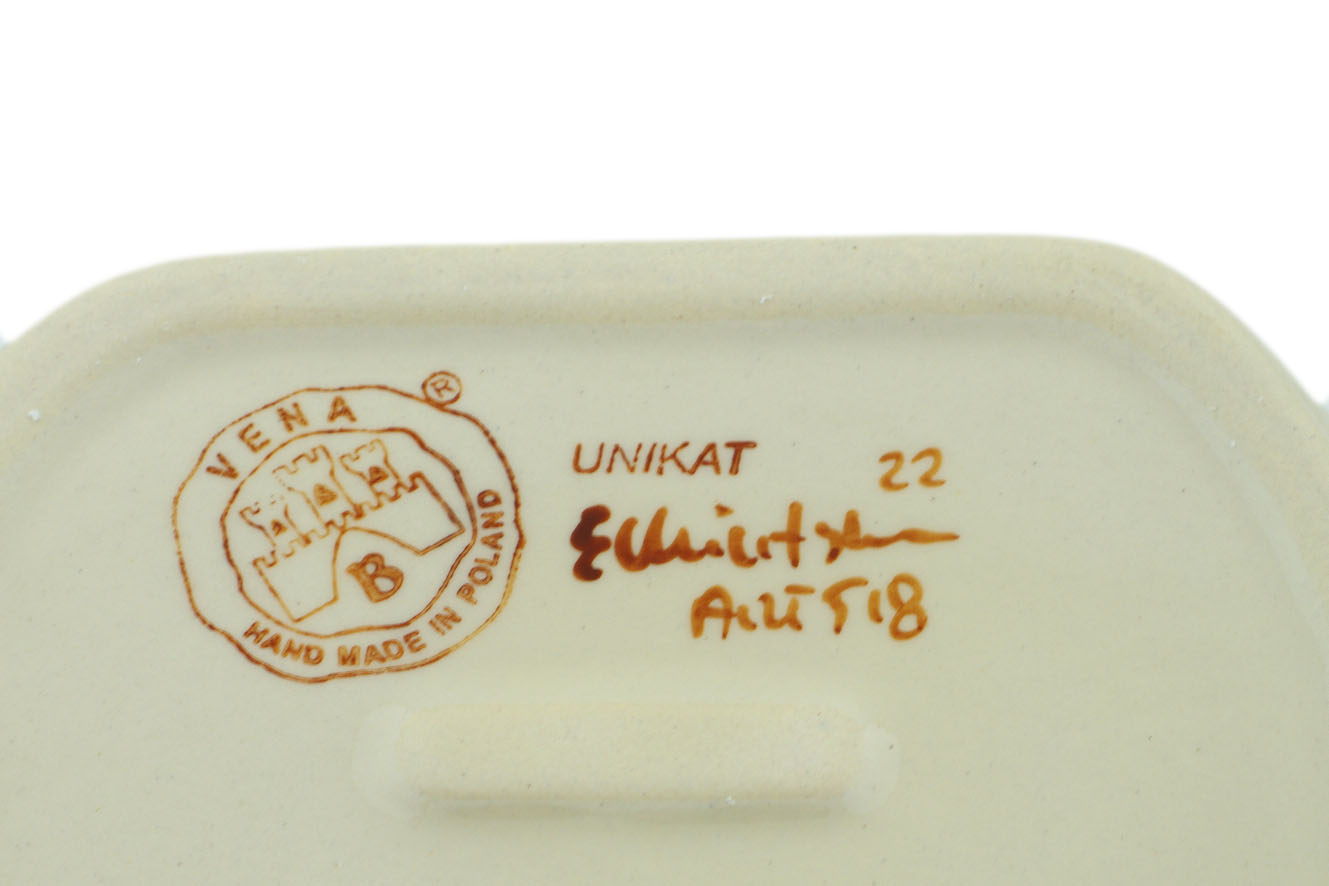 VENA
®
B
HAND MADE IN POLAND
UNIKAT 22